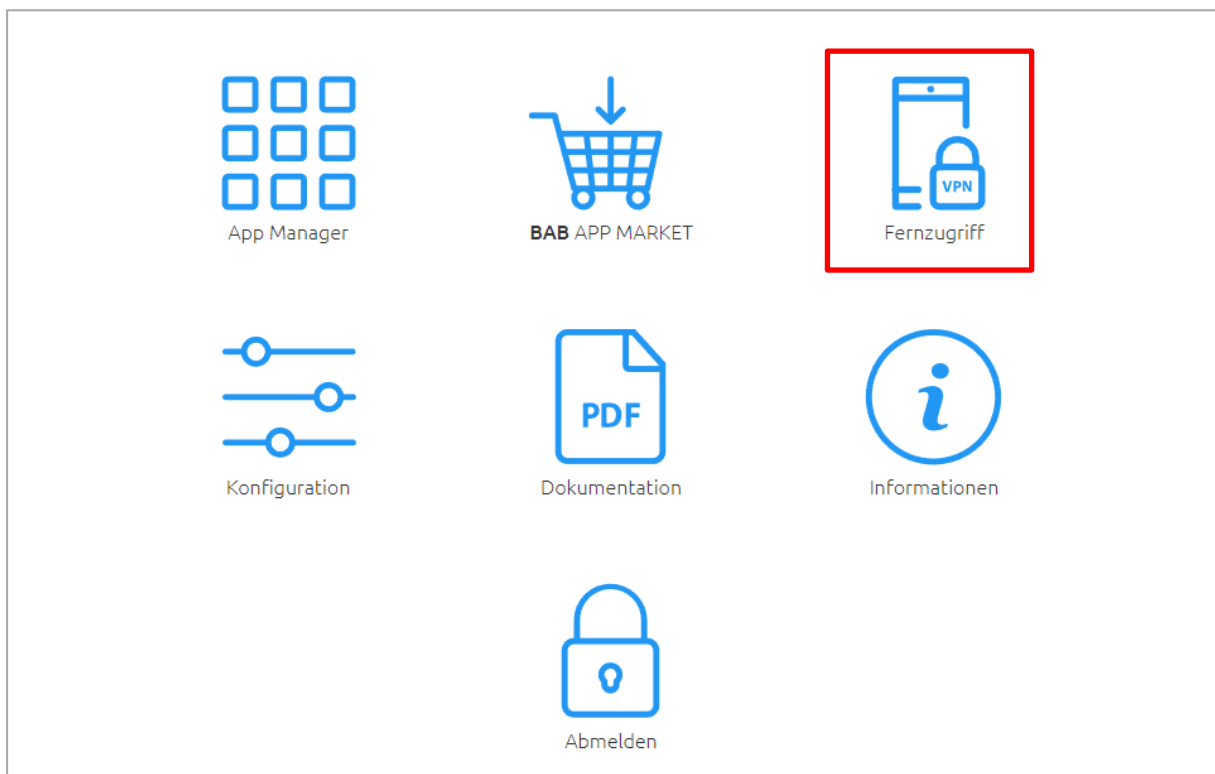 VPN
App Manager
BAB APP MARKET
Fernzugriff
PDF
i
Konfiguration
Dokumentation
Informationen
Abmelden